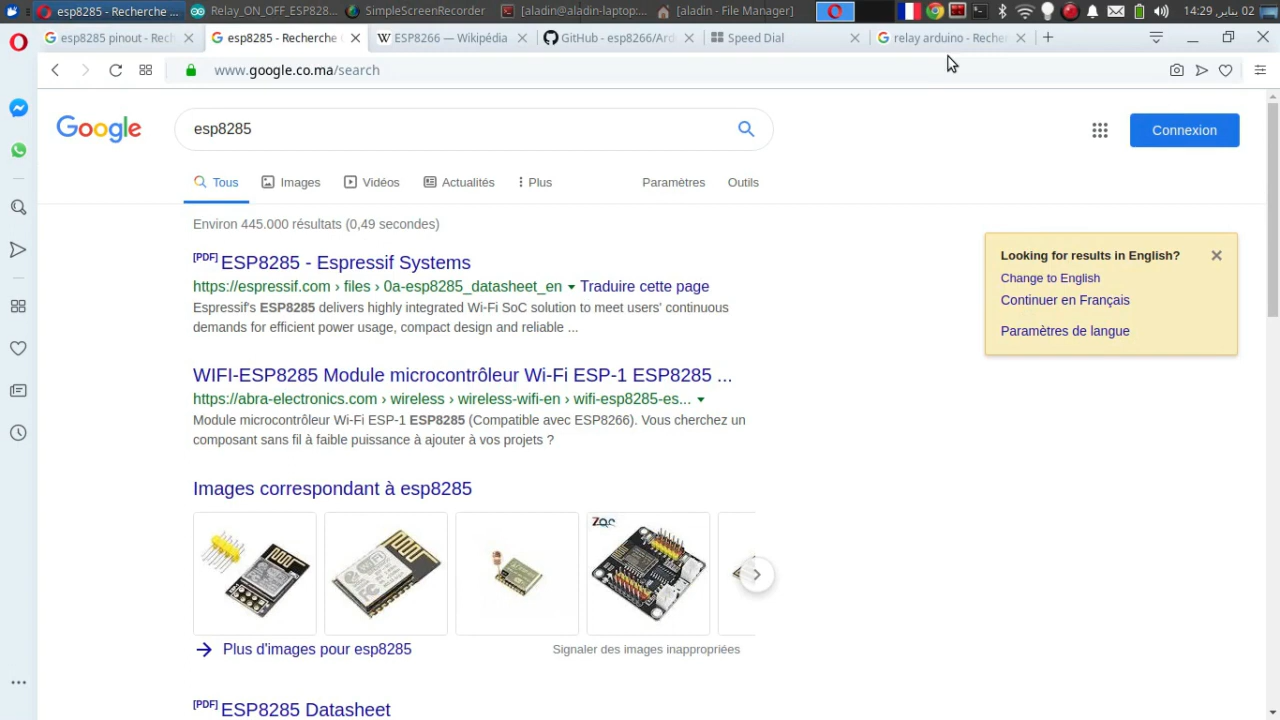 esp8285 - Recherche ...
Relay_ON_OFF_ESP828...
SimpleScreenRecord...
[aladin@aladin-laptop:...
[aladin - File Manager]
02 يناير, 14:29
esp8285 pinout - Rech
esp8285 - Recherche
ESP8266 — Wikipédia
GitHub - esp8266/Ard
Speed Dial
relay arduino - Recher
www.google.co.ma/search
Google
esp8285
Connexion
Tous
Images
Vidéos
Actualités
Plus
Paramètres
Outils
Environ 445.000 résultats (0,49 secondes)
[PDF] ESP8285 - Espressif Systems
https://espressif.com › files › 0a-esp8285_datasheet_en Traduire cette page
Espressif's ESP8285 delivers highly integrated Wi-Fi SoC solution to meet users' continuous
demands for efficient power usage, compact design and reliable ...
Looking for results in English?
Change to English
Continuer en Français
Paramètres de langue
WIFI-ESP8285 Module microcontrôleur Wi-Fi ESP-1 ESP8285 ...
https://abra-electronics.com › wireless › wireless-wifi-en › wifi-esp8285-es...
Module microcontrôleur Wi-Fi ESP-1 ESP8285 (Compatible avec ESP8266). Vous cherchez un
composant sans fil à faible puissance à ajouter à vos projets ?
Images correspondant à esp8285
Plus d'images pour esp8285
Signaler des images inappropriées
[PDF] ESP8285 Datasheet